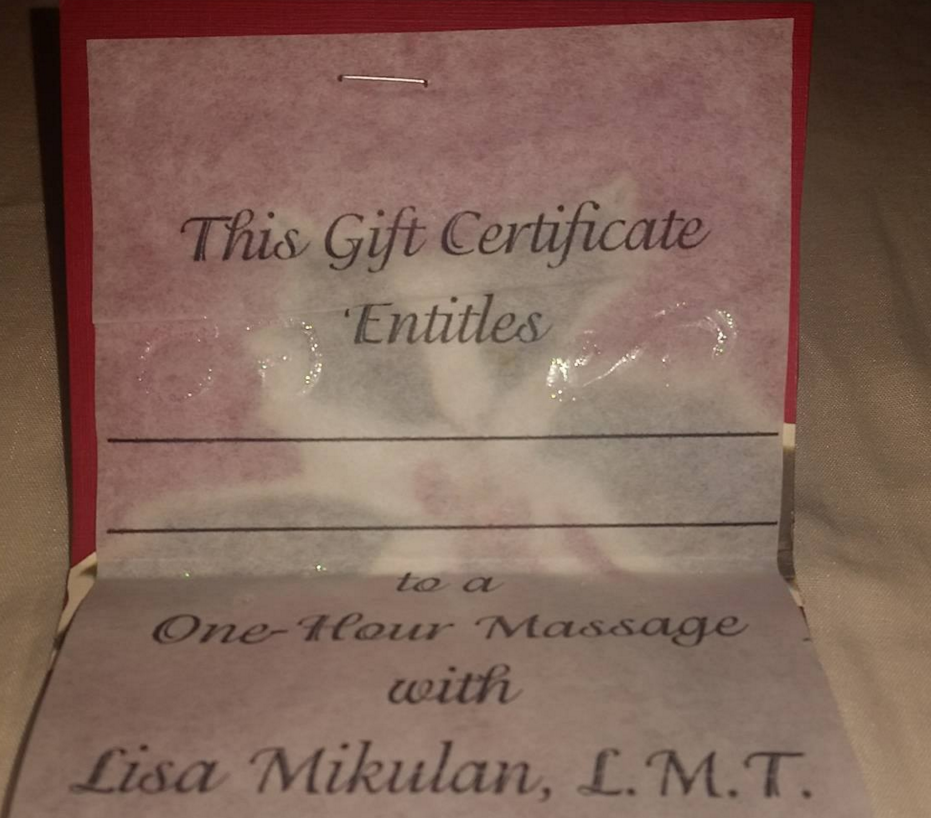 This Gift Certificate
Entitles
to a
One-Hour Massage
with
Lisa Mikulan, L.M.T.